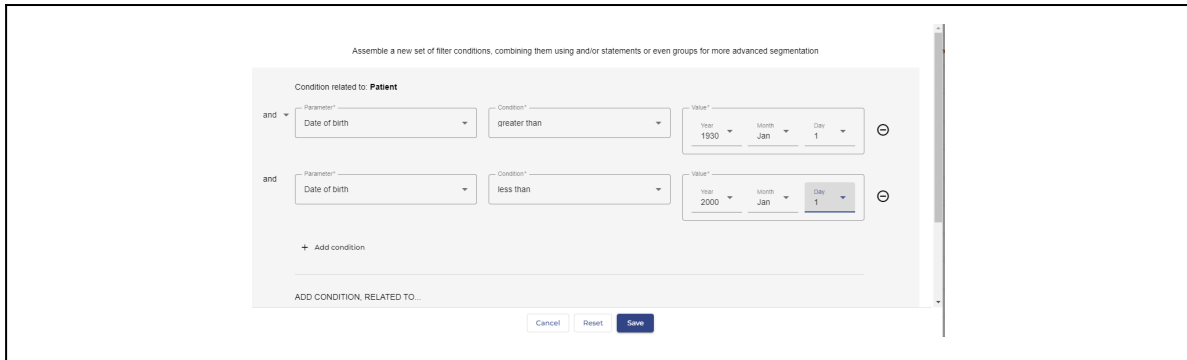 Assemble a new set of filter conditions, combining them using and/or statements or even groups for more advanced segmentation
Condition related to: Patient
Parameter* Condition* Value*
and Date of birth greater than Year 1930 Month Jan Day 1
Parameter* Condition* Value*
and Date of birth less than Year 2000 Month Jan Day 1
+ Add condition
ADD CONDITION, RELATED TO...
Cancel Reset Save